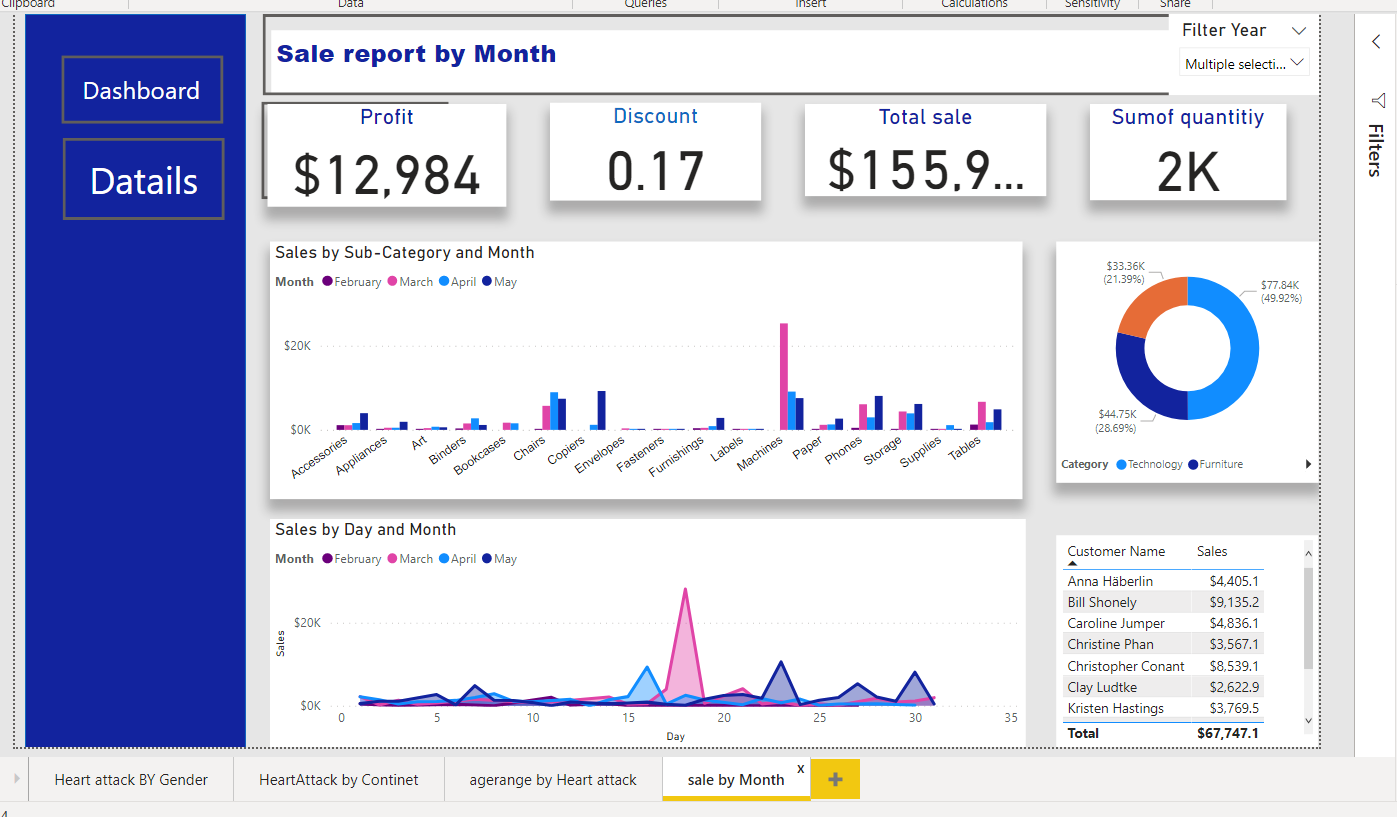 Clipboard
Data
Queries
Insert
Calculations
Sensitivity
Share
Dashboard
Datails
Sale report by Month
Filter Year
Multiple selecti...
Filters
Profit
$12,984
Discount
0.17
Total sale
$155,9...
Sumof quantitiy
2K
Sales by Sub-Category and Month
Month February March April May
$20K
$0K
Accessories
Appliances
Art
Binders
Bookcases
Chairs
Copiers
Envelopes
Fasteners
Furnishings
Labels
Machines
Paper
Phones
Storage
Supplies
Tables
$33.36K
(21.39%)
$77.84K
(49.92%)
$44.75K
(28.69%)
Category Technology Furniture
Sales by Day and Month
Month February March April May
Sales
$20K
$0K
0 5 10 15 20 25 30 35
Day
Customer Name Sales
Anna Häberlin $4,405.1
Bill Shonely $9,135.2
Caroline Jumper $4,836.1
Christine Phan $3,567.1
Christopher Conant $8,539.1
Clay Ludtke $2,622.9
Kristen Hastings $3,769.5
Total $67,747.1
Heart attack BY Gender
HeartAttack by Continet
agerange by Heart attack
sale by Month
x
+
4